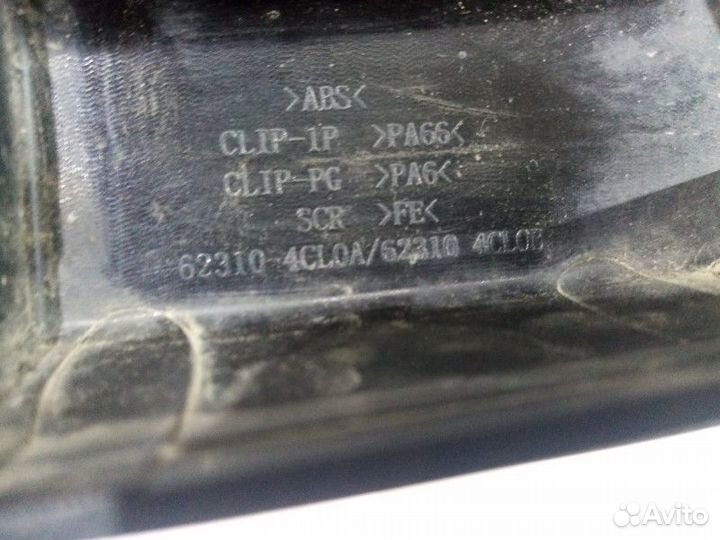 >ABS<
CLIP-1P >PA66<
CLIP-PG >PA6<
SCR >FE<
62310 4CL0A/62310 4CL0B
Avito